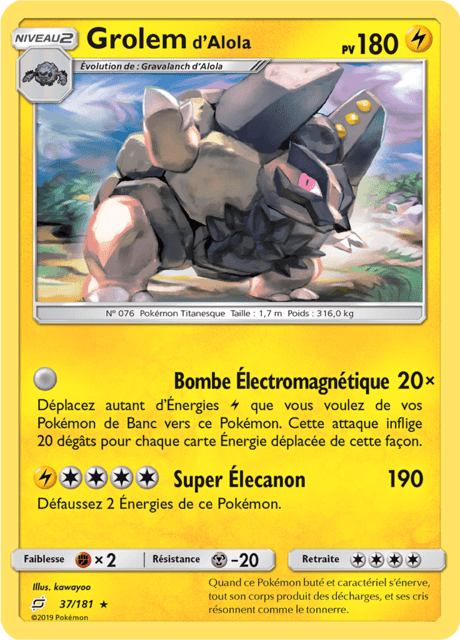 NIVEAU 2
Grolem d'Alola
PV 180
Évolution de : Gravalanch d'Alola
N° 076 Pokémon Titanesque Taille : 1,7 m Poids : 316,0 kg
Bombe Électromagnétique 20×
Déplacez autant d'Énergies que vous voulez de vos
Pokémon de Banc vers ce Pokémon. Cette attaque inflige
20 dégâts pour chaque carte Énergie déplacée de cette façon.
Super Élecanon 190
Défaussez 2 Énergies de ce Pokémon.
Faiblesse × 2 Résistance -20 Retraite
Illus. kawayoo
37/181 ★
©2019 Pokémon
Quand ce Pokémon buté et caractériel s'énerve,
tout son corps produit des décharges, et ses cris
résonnent comme le tonnerre.